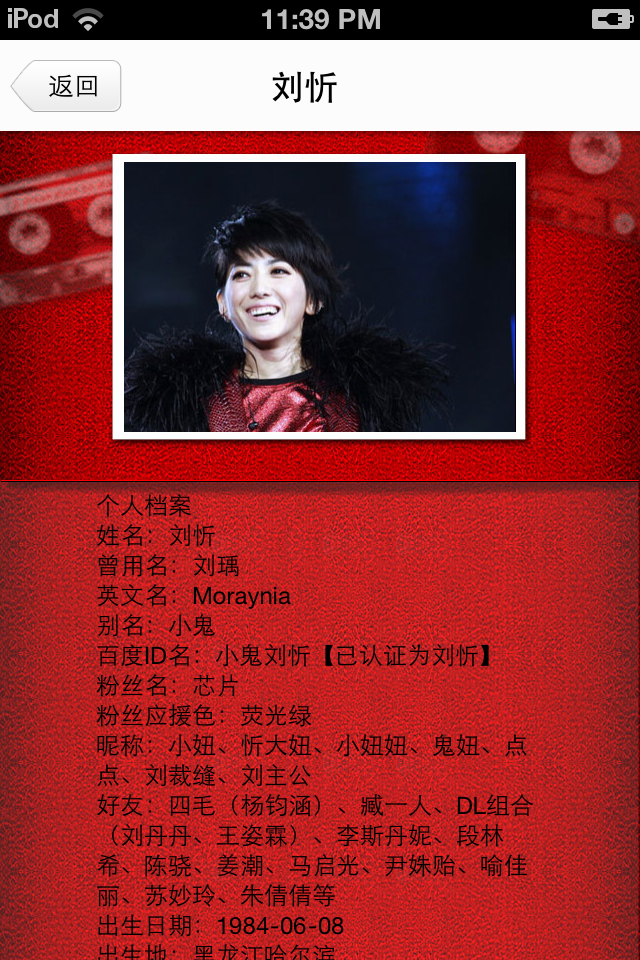 iPod 11:39 PM
返回 刘忻
个人档案
姓名：刘忻
曾用名：刘瑀
英文名：Moraynia
别名：小鬼
百度ID名：小鬼刘忻【已认证为刘忻】
粉丝名：芯片
粉丝应援色：荧光绿
昵称：小妞、忻大妞、小妞妞、鬼妞、点
点、刘裁缝、刘主公
好友：四毛（杨钧涵）、臧一人、DL组合
（刘丹丹、王姿霖）、李斯丹妮、段林
希、陈骁、姜潮、马启光、尹姝贻、喻佳
丽、苏妙玲、朱倩倩等
出生日期：1984-06-08
出生地：黑龙江哈尔滨